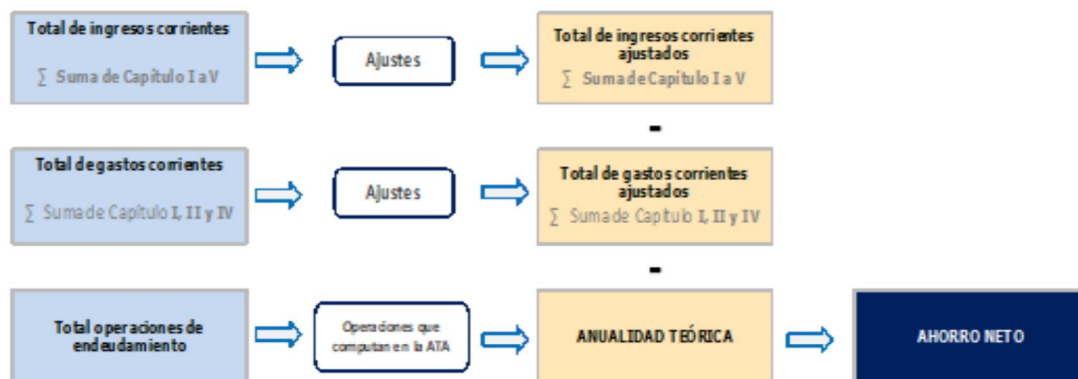 Total de ingresos corrientes
∑ Suma de Capítulo I a V
Ajustes
Total de ingresos corrientes
ajustados
∑ Suma de Capítulo I a V
-
Total de gastos corrientes
∑ Suma de Capítulo I, II y IV
Ajustes
Total de gastos corrientes
ajustados
∑ Suma de Capítulo I, II y IV
-
Total operaciones de
endeudamiento
Operaciones que
computan en la ATA
ANUALIDAD TEÓRICA
AHORRO NETO